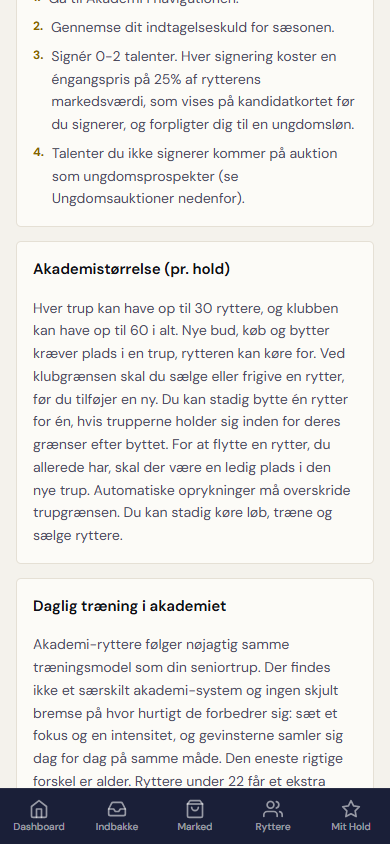 2. Gennemse dit indtagelseskuld for sæsonen.
3. Signér 0-2 talenter. Hver signering koster en
éngangspris på 25% af rytterens
markedsværdi, som vises på kandidatkortet før
du signerer, og forpligter dig til en ungdomsløn.
4. Talenter du ikke signerer kommer på auktion
som ungdomsprospekter (se
Ungdomsauktioner nedenfor).
Akademistørrelse (pr. hold)
Hver trup kan have op til 30 ryttere, og klubben
kan have op til 60 i alt. Nye bud, køb og bytter
kræver plads i en trup, rytteren kan køre for. Ved
klubgrænsen skal du sælge eller frigive en rytter,
før du tilføjer en ny. Du kan stadig bytte én rytter
for én, hvis trupperne holder sig inden for deres
grænser efter byttet. For at flytte en rytter, du
allerede har, skal der være en ledig plads i den
nye trup. Automatiske oprykninger må overskride
trupgrænsen. Du kan stadig køre løb, træne og
sælge ryttere.
Daglig træning i akademiet
Akademi-ryttere følger nøjagtig samme
træningsmodel som din seniortrup. Der findes
ikke et særskilt akademi-system og ingen skjult
bremse på hvor hurtigt de forbedrer sig: sæt et
fokus og en intensitet, og gevinsterne samler sig
dag for dag på samme måde. Den eneste rigtige
forskel er alder. Ryttere under 22 får et ekstra
Dashboard Indbakke Marked Ryttere Mit Hold